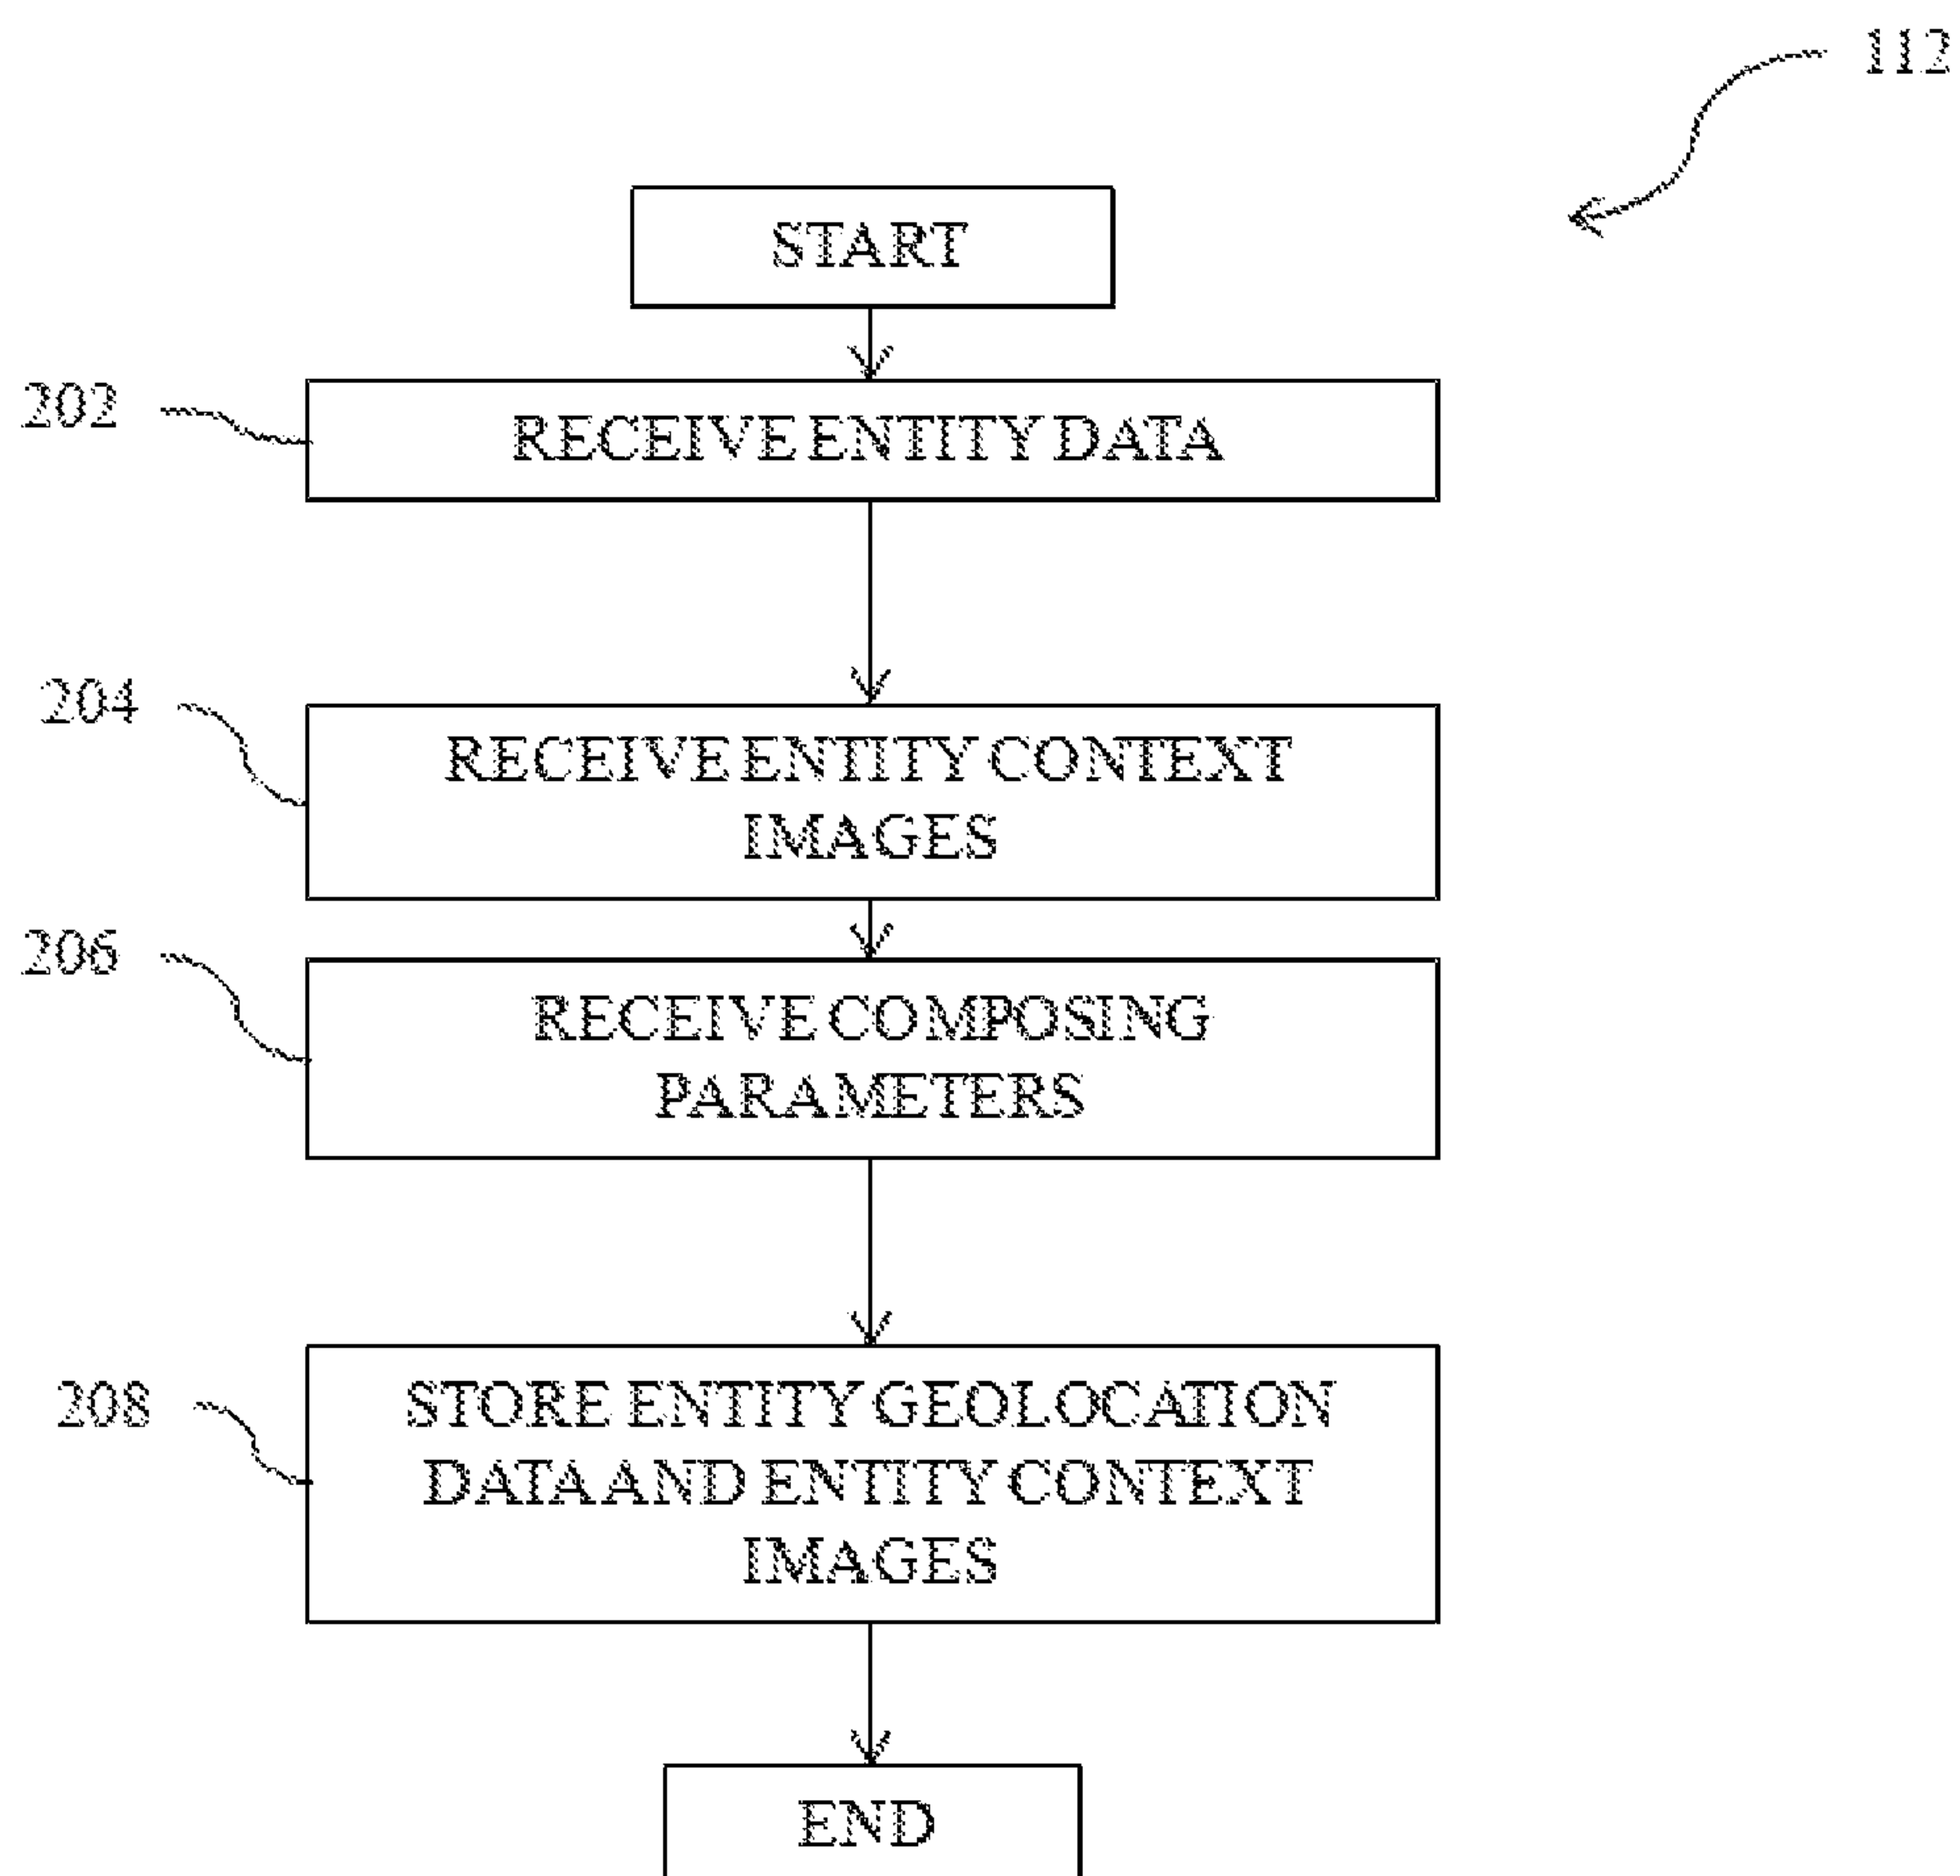 112
START
202
RECEIVE ENTITY DATA
204
RECEIVE ENTITY CONTEXT
IMAGES
206
RECEIVE COMPOSING
PARAMETERS
208
STORE ENTITY GEOLOCATION
DATA AND ENTITY CONTEXT
IMAGES
END